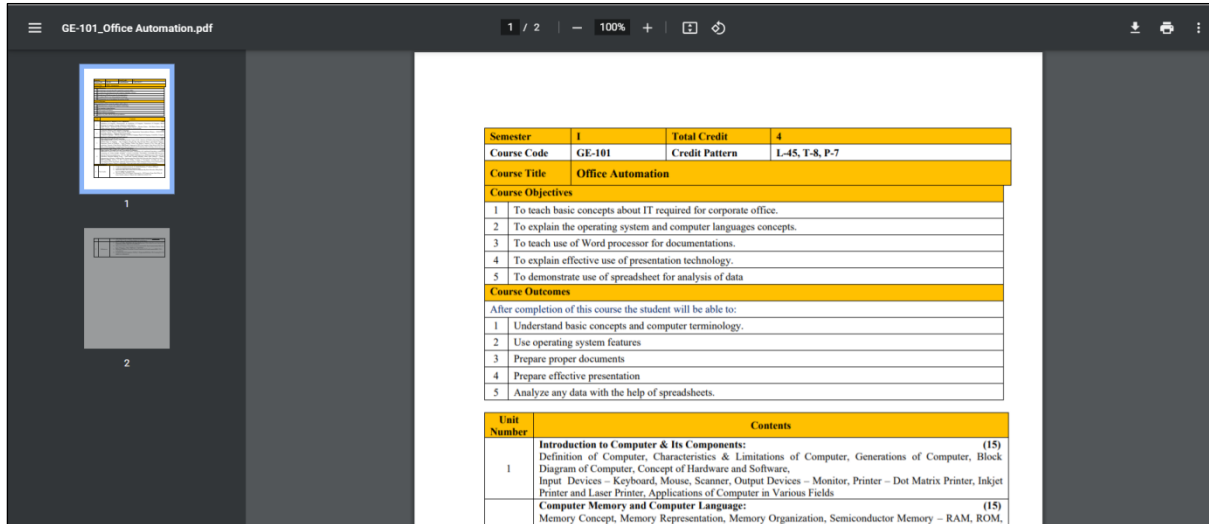 GE-101_Office Automation.pdf
1 / 2
100%
1
2
Semester I Total Credit 4
Course Code GE-101 Credit Pattern L-45, T-8, P-7
Course Title Office Automation
Course Objectives
1 To teach basic concepts about IT required for corporate office.
2 To explain the operating system and computer languages concepts.
3 To teach use of Word processor for documentations.
4 To explain effective use of presentation technology.
5 To demonstrate use of spreadsheet for analysis of data
Course Outcomes
After completion of this course the student will be able to:
1 Understand basic concepts and computer terminology.
2 Use operating system features
3 Prepare proper documents
4 Prepare effective presentation
5 Analyze any data with the help of spreadsheets.
Unit Number Contents
Introduction to Computer & Its Components: (15)
Definition of Computer, Characteristics & Limitations of Computer, Generations of Computer, Block
1 Diagram of Computer, Concept of Hardware and Software,
Input Devices – Keyboard, Mouse, Scanner, Output Devices – Monitor, Printer – Dot Matrix Printer, Inkjet
Printer and Laser Printer, Applications of Computer in Various Fields
Computer Memory and Computer Language: (15)
Memory Concept, Memory Representation, Memory Organization, Semiconductor Memory – RAM, ROM,